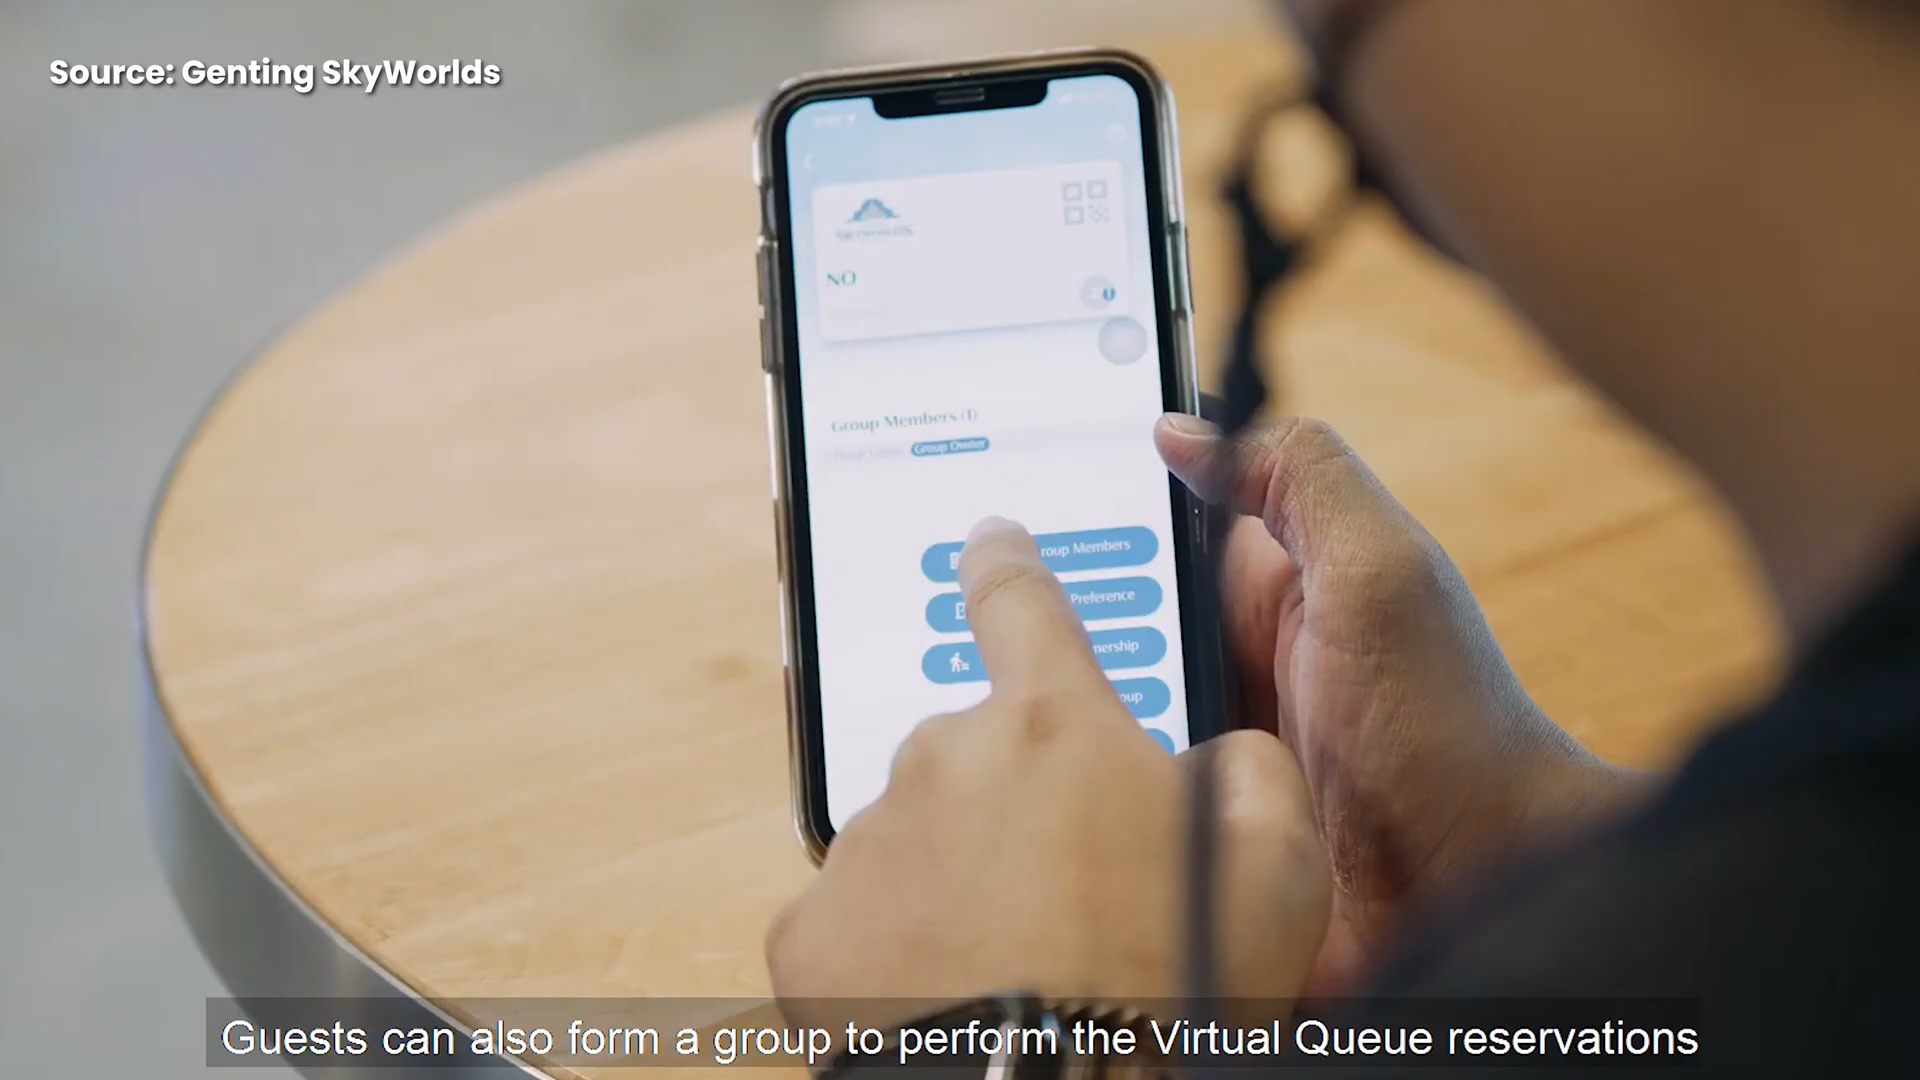 Source: Genting SkyWorlds
SKYWORLDS
NO
Group Members (1)
Group Owner
roup Members
Preference
nership
oup
Guests can also form a group to perform the Virtual Queue reservations